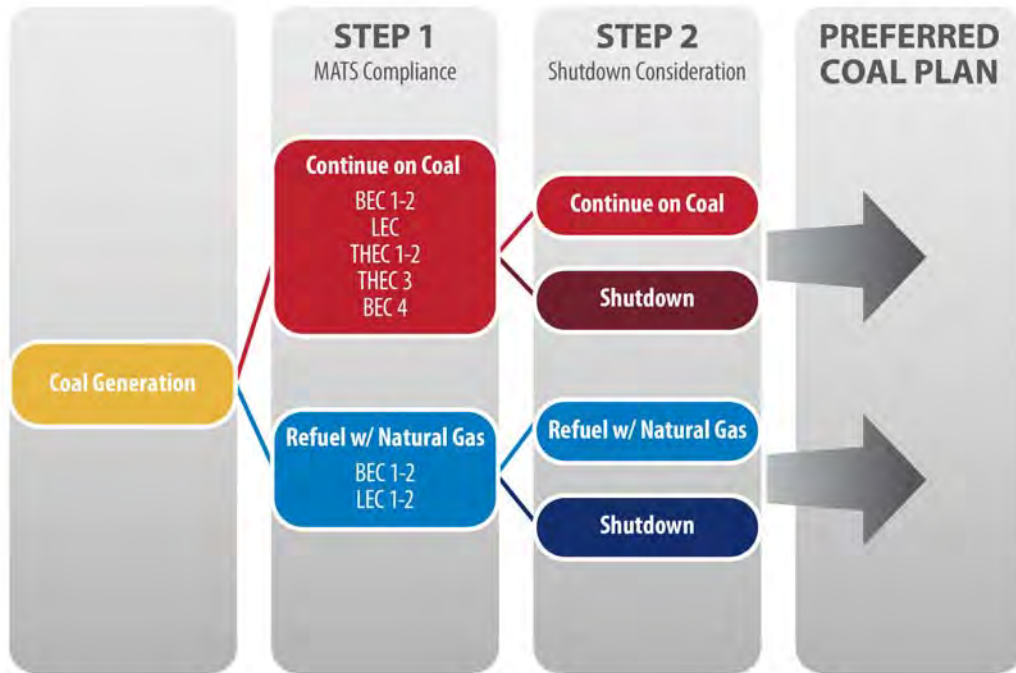 STEP 1
MATS Compliance
STEP 2
Shutdown Consideration
PREFERRED
COAL PLAN
Coal Generation
Continue on Coal
BEC 1-2
LEC
THEC 1-2
THEC 3
BEC 4
Refuel w/ Natural Gas
BEC 1-2
LEC 1-2
Continue on Coal
Shutdown
Refuel w/ Natural Gas
Shutdown